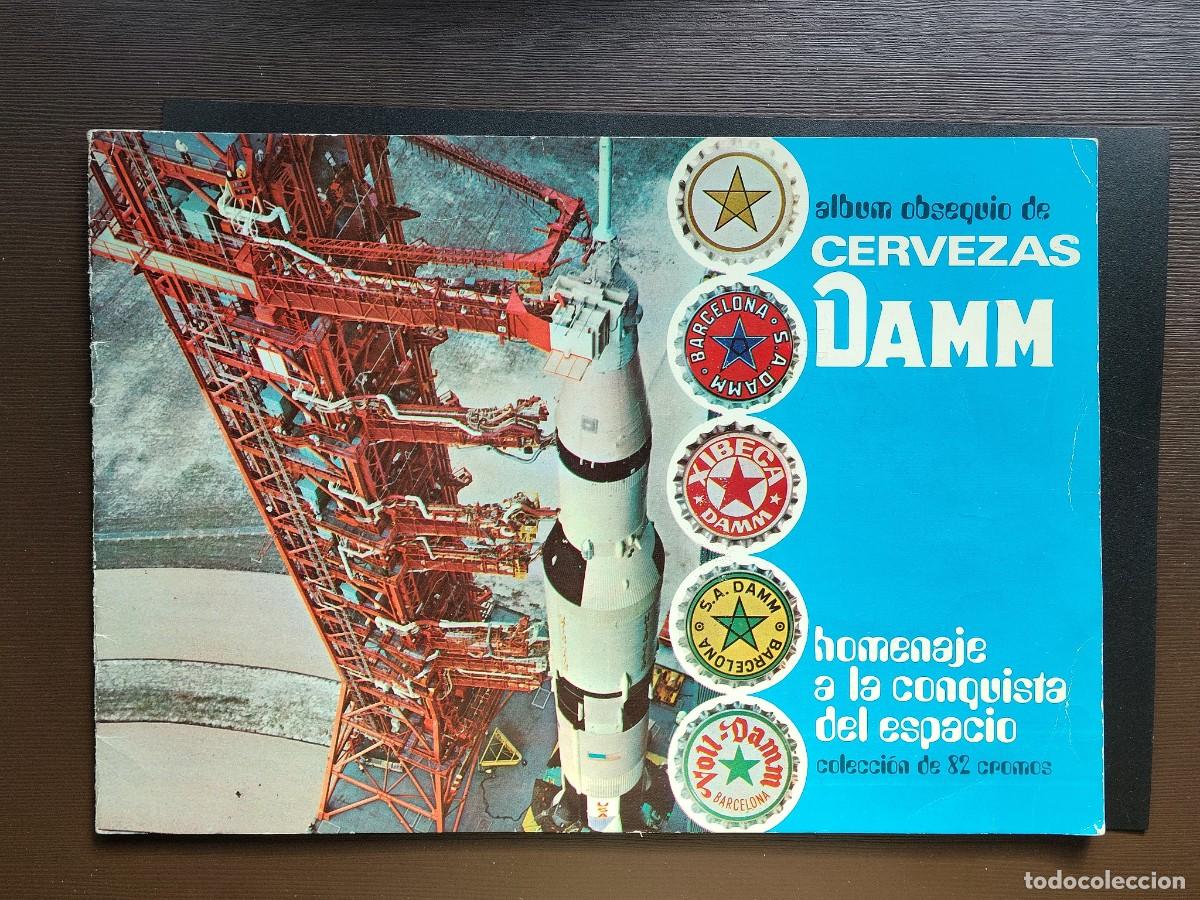 album obsequio de
CERVEZAS
DAMM
BARCELONA · S.A. DAMM ·
XIBECA
DAMM
S.A. DAMM
BARCELONA
Voll-Damm
BARCELONA
homenaje
a la conquista
del espacio
colección de 82 cromos
USA
todocoleccion